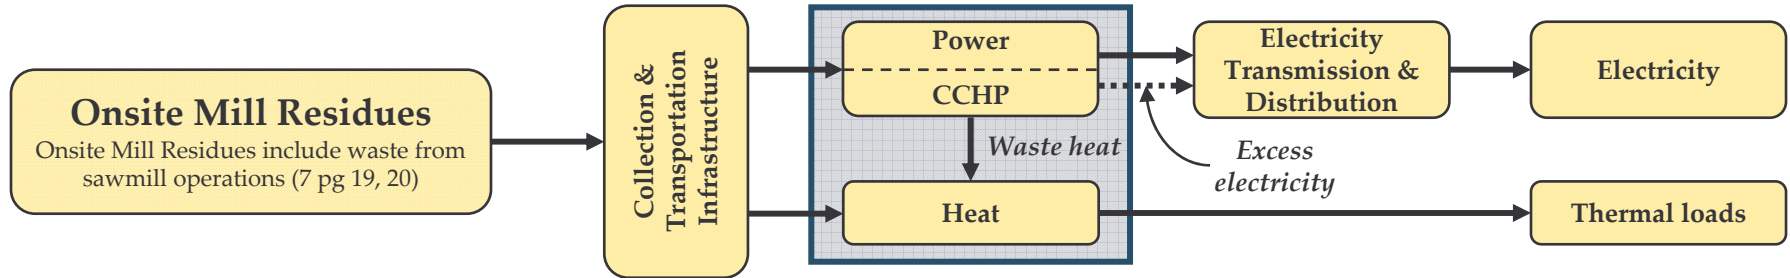 Onsite Mill Residues
Onsite Mill Residues include waste from
sawmill operations (7 pg 19, 20)
Collection &
Transportation
Infrastructure
Power
CCHP
Waste heat
Heat
Excess
electricity
Electricity
Transmission &
Distribution
Electricity
Thermal loads